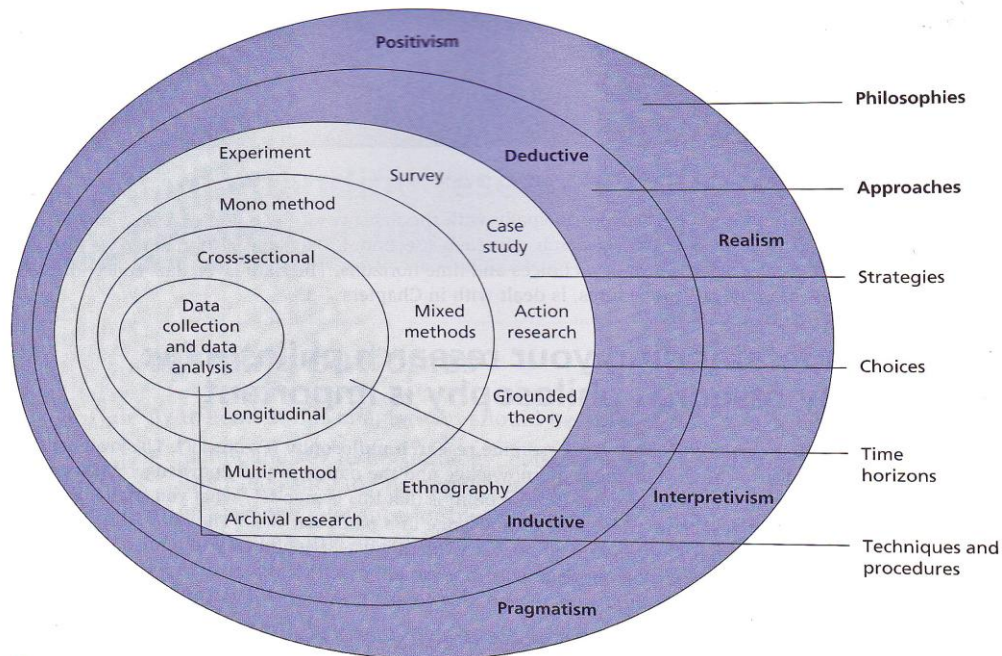 Positivism
Philosophies
Experiment
Deductive
Survey
Approaches
Mono method
Case
study
Realism
Cross-sectional
Strategies
Data
collection
and data
analysis
Mixed
methods
Action
research
Choices
Grounded
theory
Longitudinal
Time
horizons
Multi-method
Ethnography
Interpretivism
Archival research
Inductive
Techniques and
procedures
Pragmatism